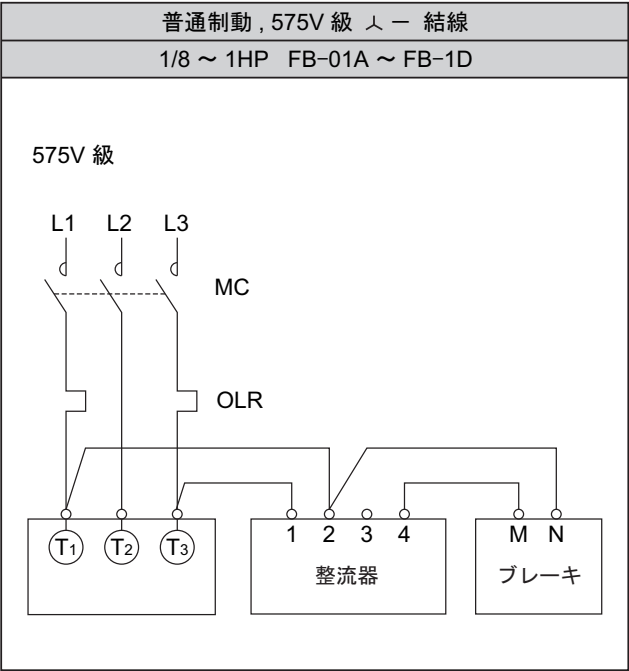 普通制動 , 575V 級 人 － 結線
1/8 ～ 1HP FB-01A ～ FB-1D
575V 級
L1 L2 L3
MC
OLR
T1 T2 T3
1 2 3 4
整流器
M N
ブレーキ